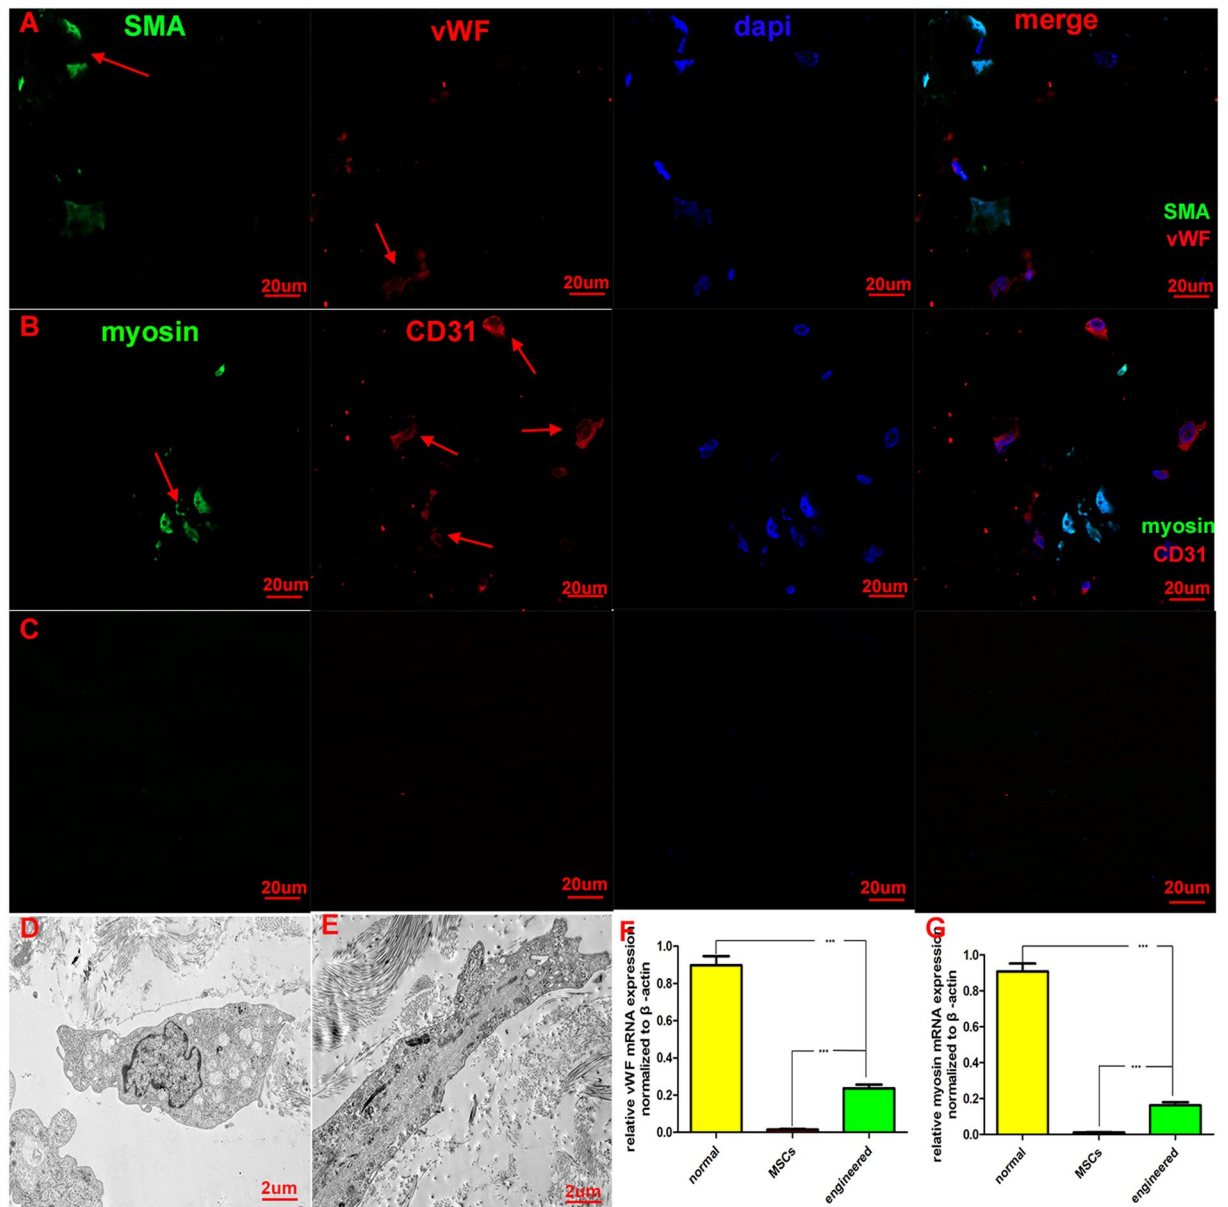 A
SMA
vWF
dapi
merge
SMA
vWF
20um
20um
20um
20um
B
myosin
CD31
myosin
CD31
20um
20um
20um
20um
C
20um
20um
20um
20um
D
2um
E
2um
F
relative vWF mRNA expression
normalized to β -actin
1.0
0.8
0.6
0.4
0.2
0.0
***
***
normal
MSCs
engineered
G
relative myosin mRNA expression
normalized to β -actin
1.0
0.8
0.6
0.4
0.2
0.0
***
***
normal
MSCs
engineered